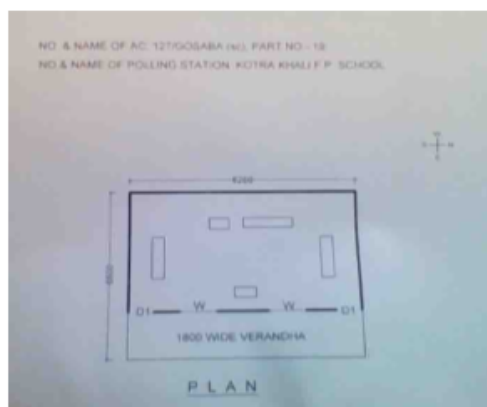 NO. & NAME OF AC. 127/GOSABA (SC), PART NO.- 18
NO.& NAME OF POLLING STATION. KOTRA KHALI F P SCHOOL
W W
D1 D1
1800 WIDE VERANDHA
PLAN